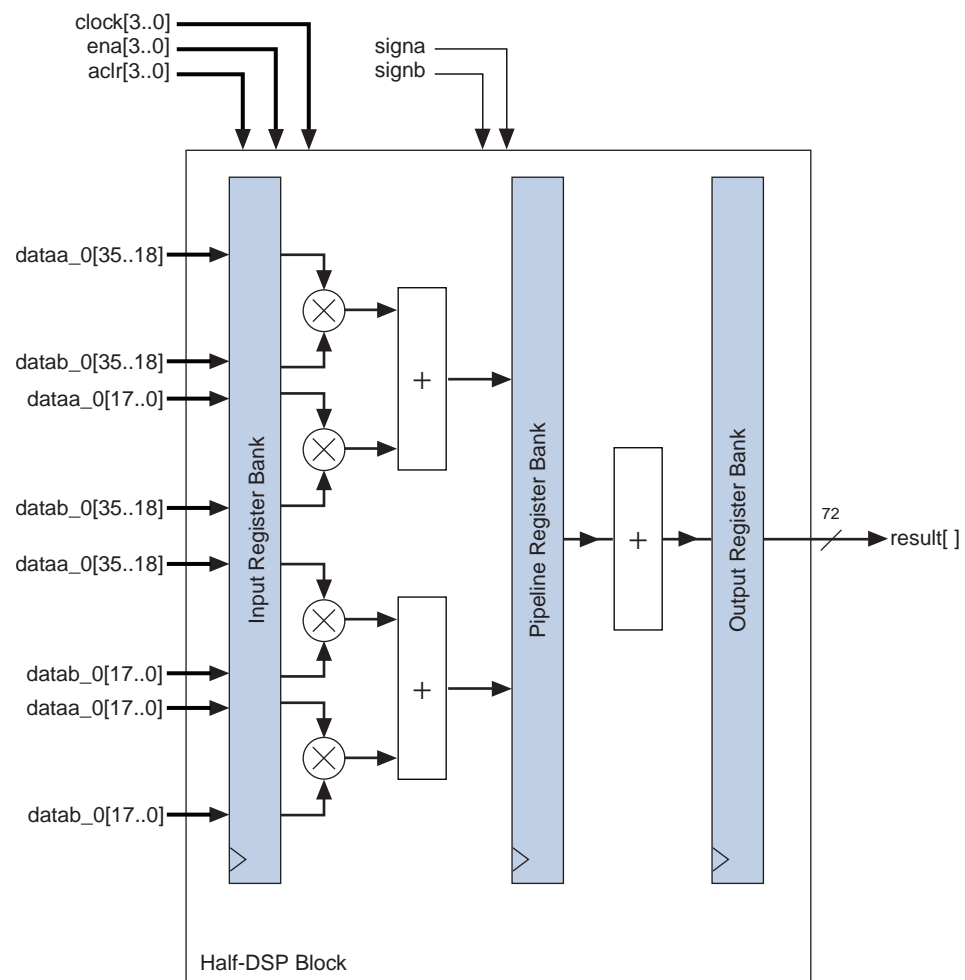 clock[3..0]
ena[3..0]
aclr[3..0]
signa
signb
dataa_0[35..18]
datab_0[35..18]
dataa_0[17..0]
datab_0[35..18]
dataa_0[35..18]
datab_0[17..0]
dataa_0[17..0]
datab_0[17..0]
Input Register Bank
+
+
Pipeline Register Bank
+
Output Register Bank
72
result[ ]
Half-DSP Block